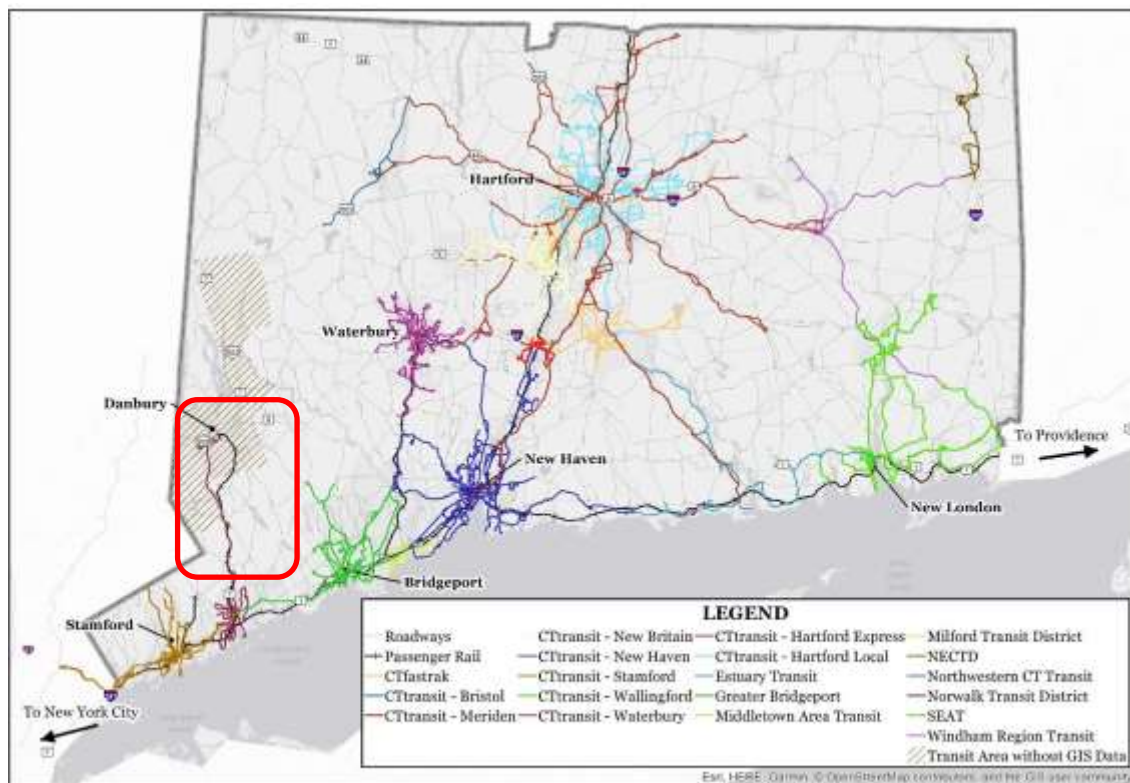 Hartford
Waterbury
Danbury
To Providence
New Haven
New London
Bridgeport
Stamford
To New York City
LEGEND
Roadways
Passenger Rail
CTfastrak
CTtransit - Bristol
CTtransit - Meriden
CTtransit - New Britain
CTtransit - New Haven
CTtransit - Stamford
CTtransit - Wallingford
CTtransit - Waterbury
CTtransit - Hartford Express
CTtransit - Hartford Local
Estuary Transit
Greater Bridgeport
Middletown Area Transit
Milford Transit District
NECTD
Northwestern CT Transit
Norwalk Transit District
SEAT
Windham Region Transit
Transit Area without GIS Data
Esri, HERE, Garmin, © OpenStreetMap contributors, and the GIS user community